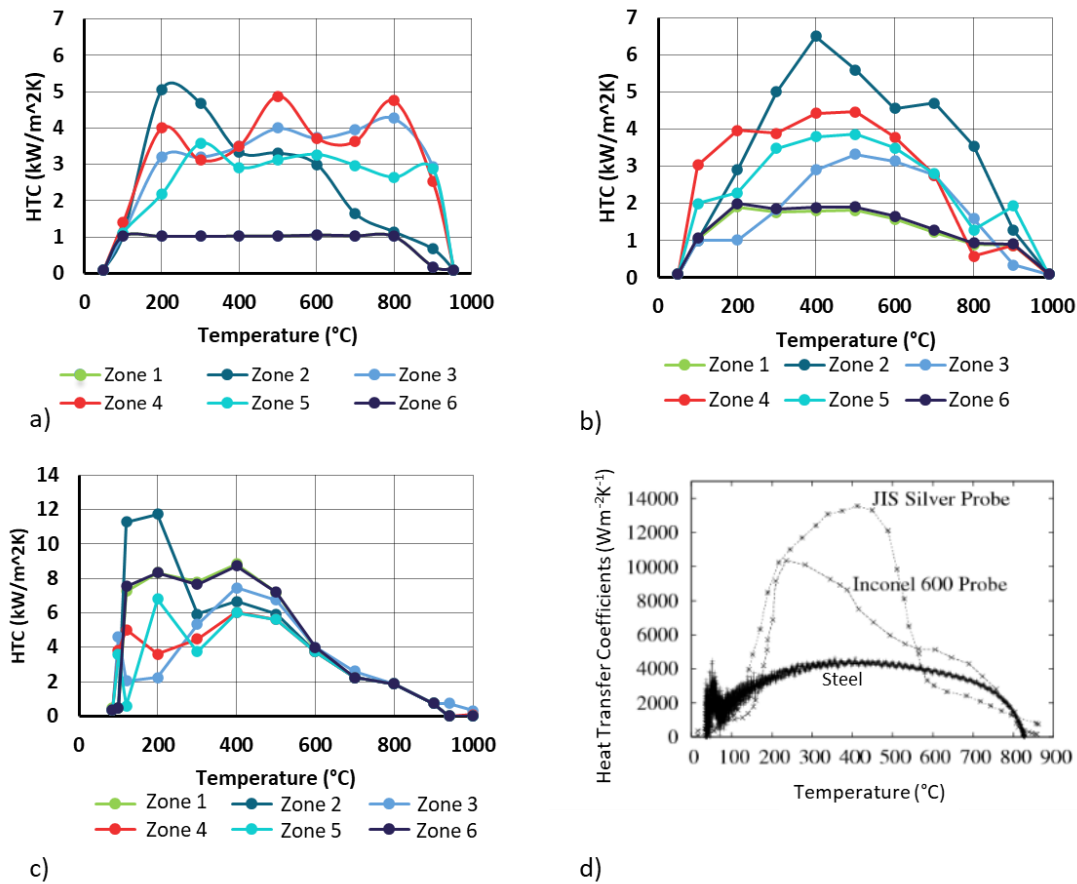 7
6
5
4
3
2
1
0
HTC (kW/m^2K)
0 200 400 600 800 1000
Temperature (°C)
Zone 1 Zone 2 Zone 3
Zone 4 Zone 5 Zone 6
a)
7
6
5
4
3
2
1
0
HTC (kW/m^2K)
0 200 400 600 800 1000
Temperature (°C)
Zone 1 Zone 2 Zone 3
Zone 4 Zone 5 Zone 6
b)
14
12
10
8
6
4
2
0
HTC (kW/m^2K)
0 200 400 600 800 1000
Temperature (°C)
Zone 1 Zone 2 Zone 3
Zone 4 Zone 5 Zone 6
c)
Heat Transfer Coefficients (Wm⁻²K⁻¹)
14000
12000
10000
8000
6000
4000
2000
0
JIS Silver Probe
Inconel 600 Probe
Steel
0 100 200 300 400 500 600 700 800 900
Temperature (°C)
d)